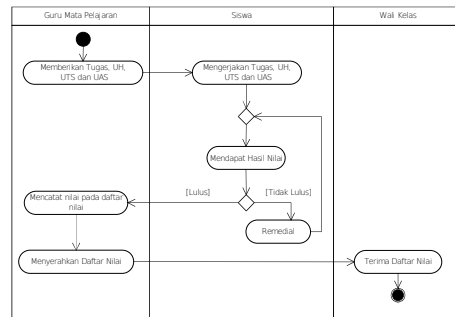 Guru Mata Pelajaran
Siswa
Wali Kelas
Memberikan Tugas, UH,
UTS dan UAS
Mengerjakan Tugas, UH,
UTS dan UAS
Mendapat Hasil Nilai
[Lulus]
[Tidak Lulus]
Mencatat nilai pada daftar
nilai
Remedial
Menyerahkan Daftar Nilai
Terima Daftar Nilai